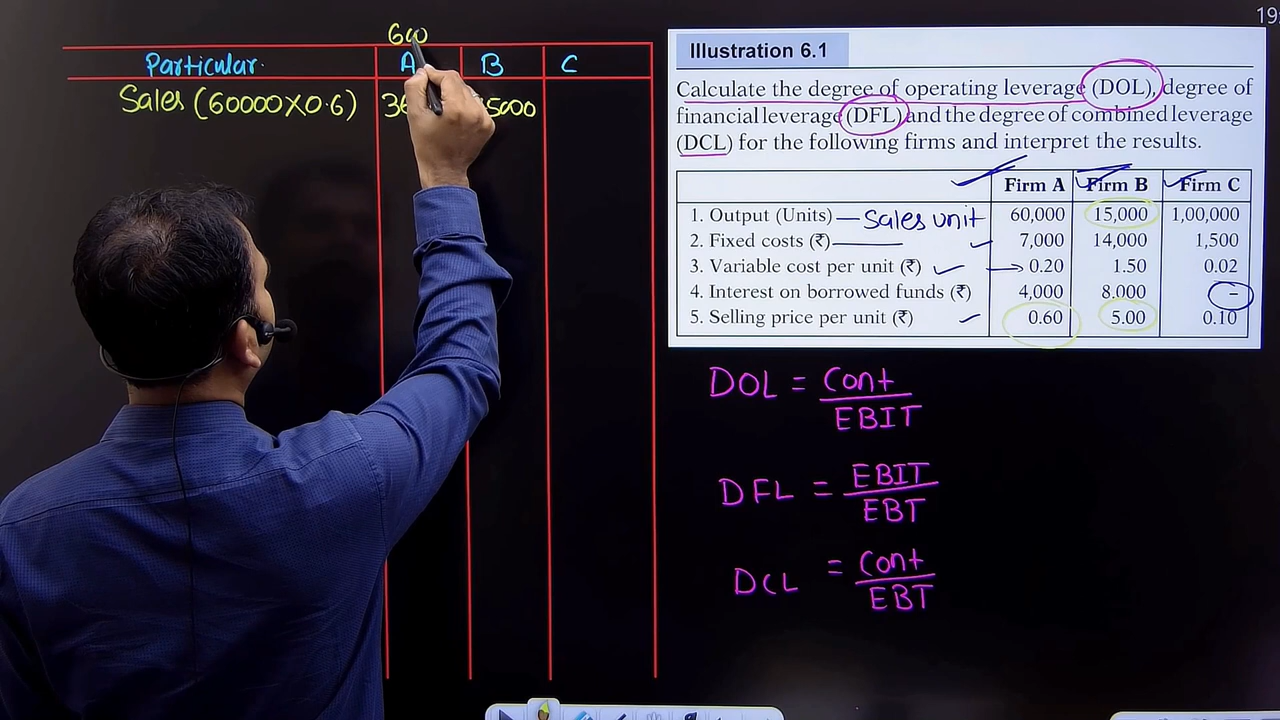 19
600
Particular. A B C
Sales (60000×0.6) 36 5000
Illustration 6.1
Calculate the degree of operating leverage (DOL), degree of
financial leverage (DFL) and the degree of combined leverage
(DCL) for the following firms and interpret the results.
Firm A Firm B Firm C
1. Output (Units) — Sales unit 60,000 15,000 1,00,000
2. Fixed costs (₹) 7,000 14,000 1,500
3. Variable cost per unit (₹) 0.20 1.50 0.02
4. Interest on borrowed funds (₹) 4,000 8.000 -
5. Selling price per unit (₹) 0.60 5.00 0.10
DOL = Cont
EBIT
DFL = EBIT
EBT
DCL = Cont
EBT